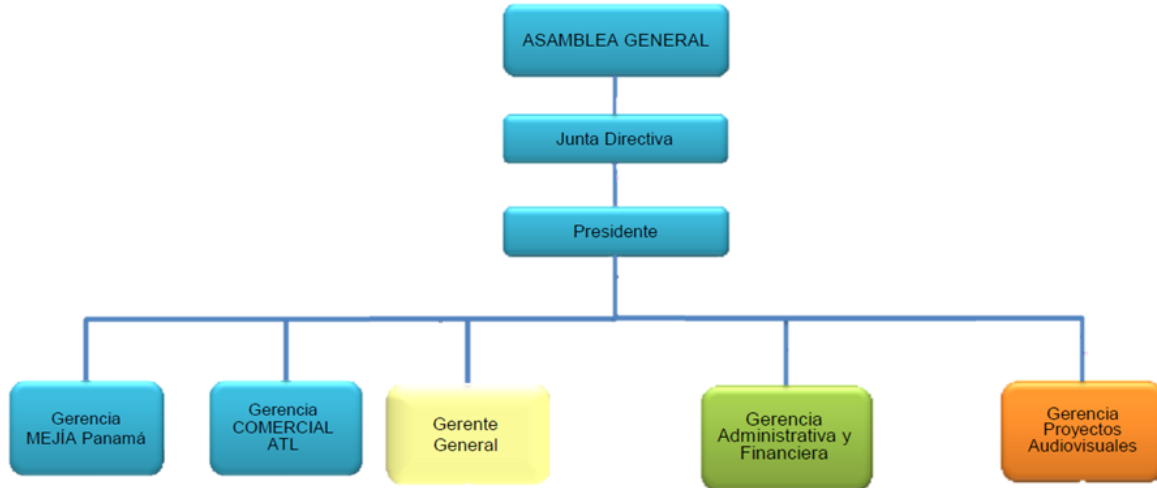 ASAMBLEA GENERAL
Junta Directiva
Presidente
Gerencia
MEJÍA Panamá
Gerencia
COMERCIAL
ATL
Gerente
General
Gerencia
Administrativa y
Financiera
Gerencia
Proyectos
Audiovisuales